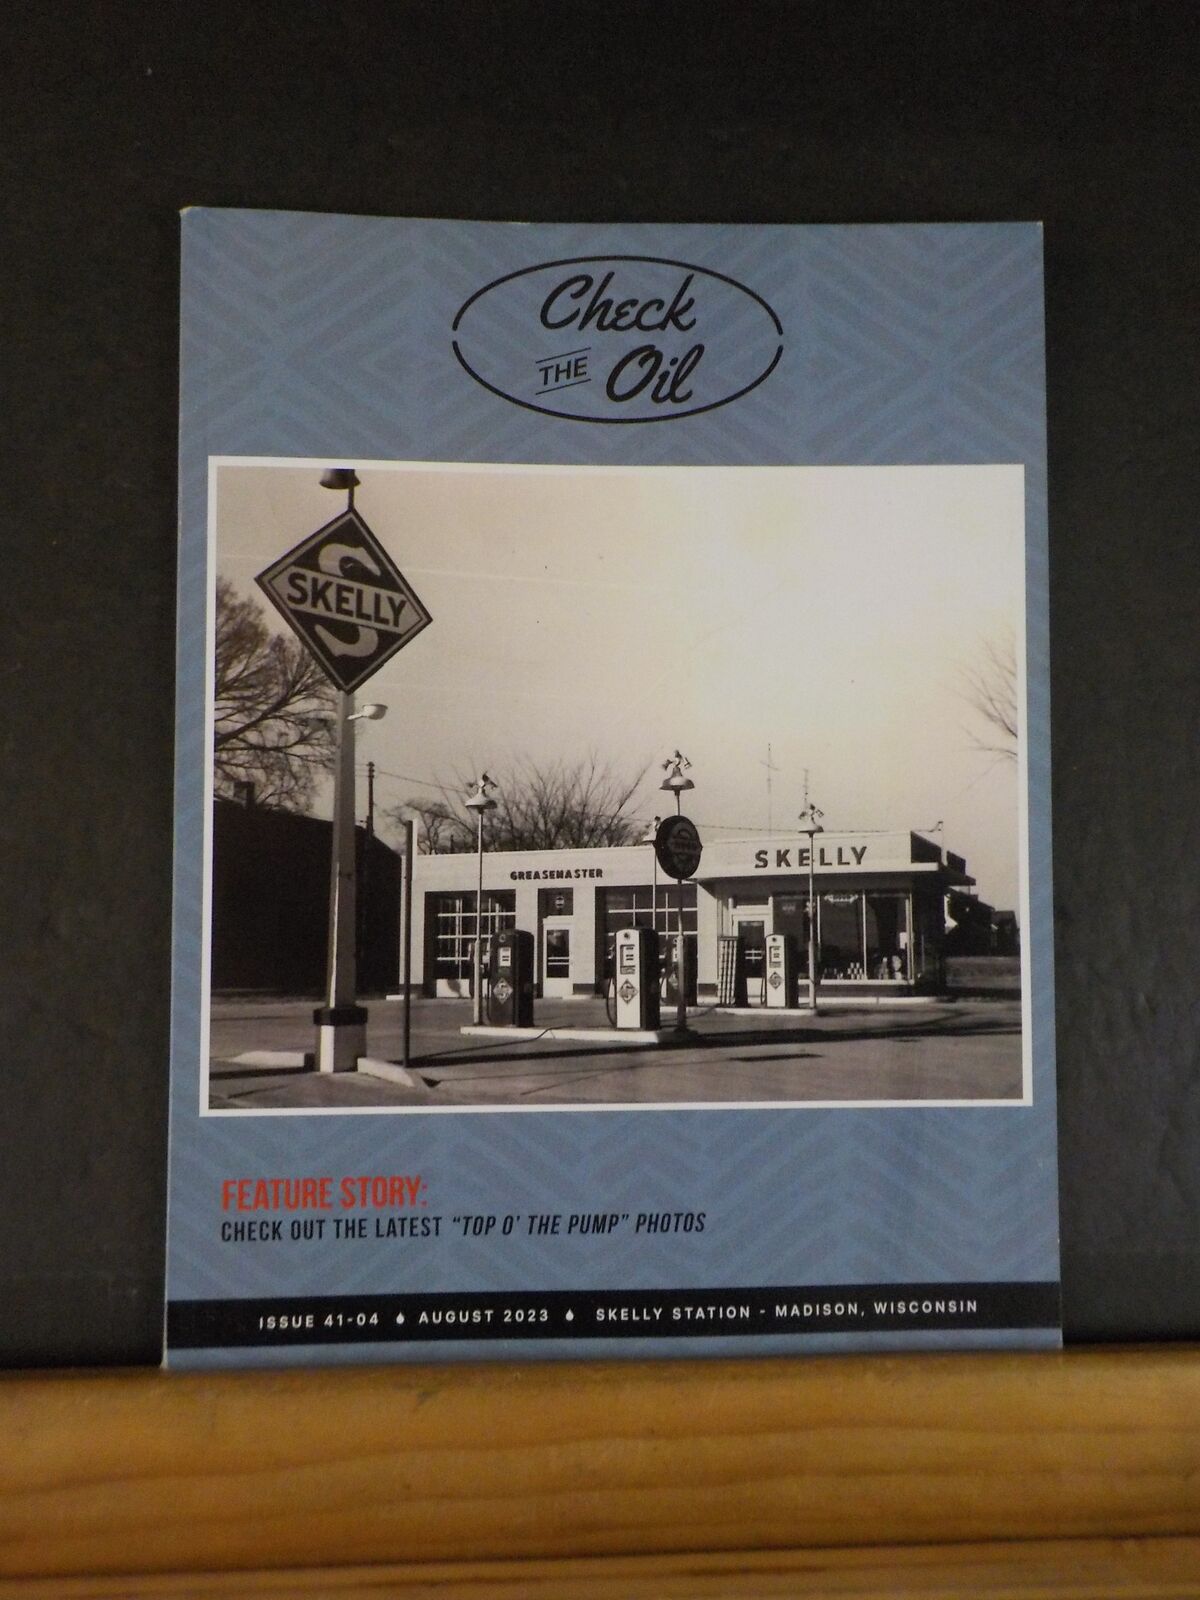 Check
THE Oil
SKELLY
GREASEMASTER
SKELLY
FEATURE STORY:
CHECK OUT THE LATEST “TOP O’ THE PUMP” PHOTOS
ISSUE 41-04 AUGUST 2023 SKELLY STATION - MADISON, WISCONSIN